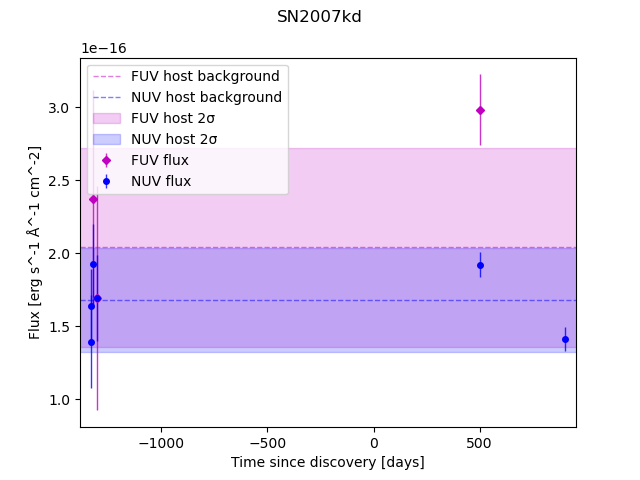 SN2007kd
1e−16
FUV host background
NUV host background
FUV host 2σ
NUV host 2σ
FUV flux
NUV flux
3.0
2.5
2.0
1.5
1.0
Flux [erg s^-1 Å^-1 cm^-2]
−1000
−500
0
500
Time since discovery [days]